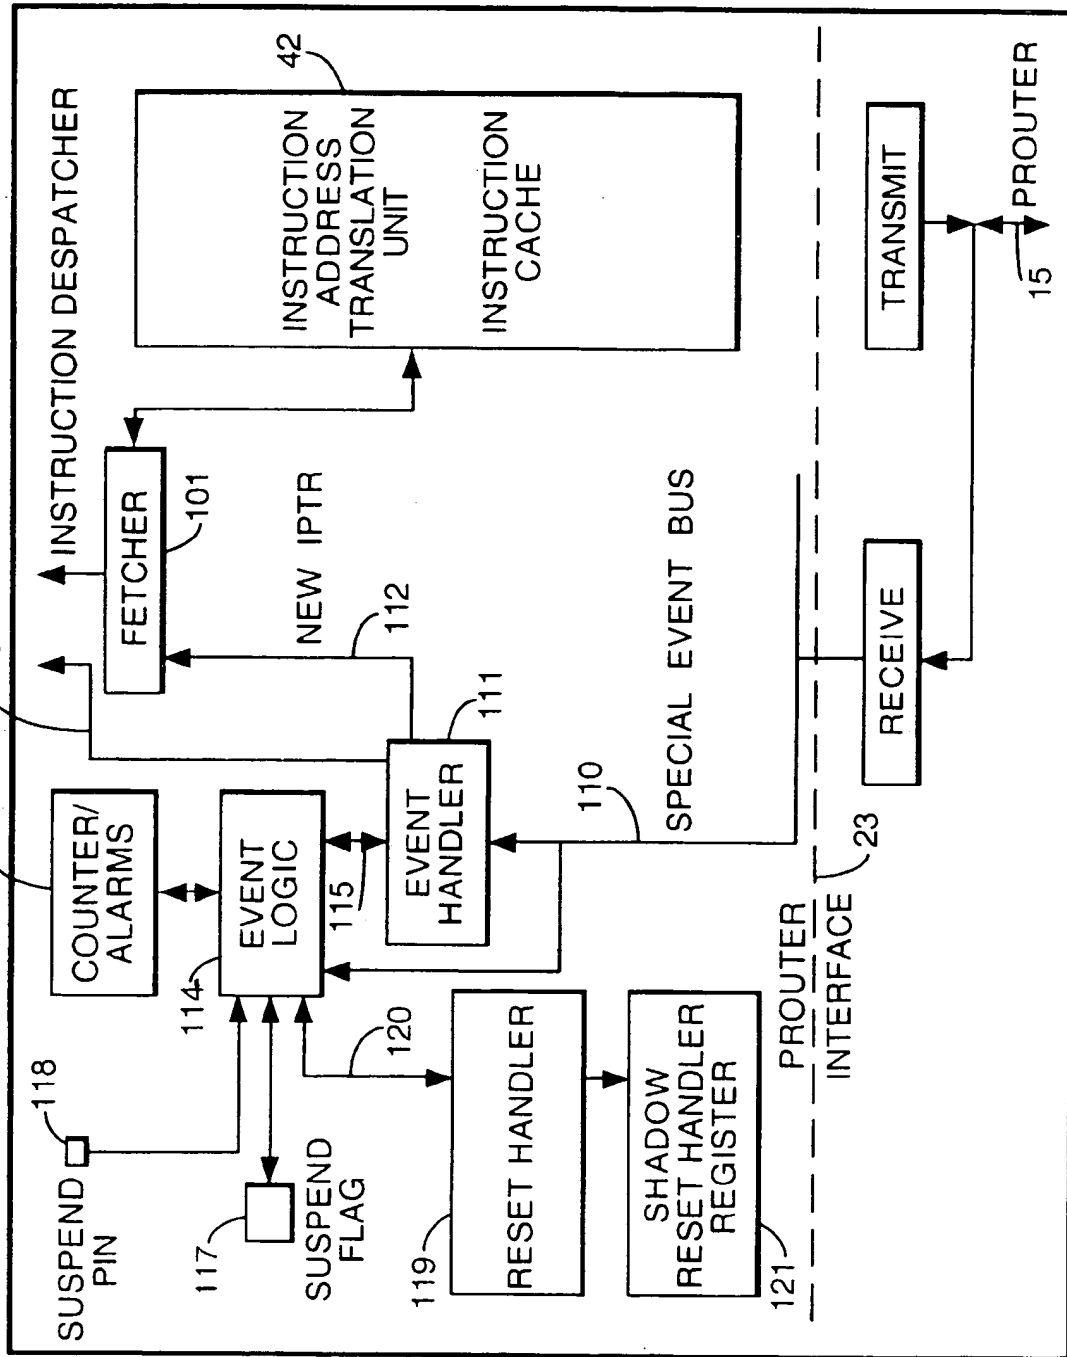 SUSPEND
PIN
118
117
SUSPEND
FLAG
COUNTER/
ALARMS
114
EVENT
LOGIC
115
120
119
RESET HANDLER
SHADOW
RESET HANDLER
REGISTER
121
INSTRUCTION DESPATCHER
FETCHER
101
NEW IPTR
112
EVENT
HANDLER
111
110
SPECIAL EVENT BUS
42
INSTRUCTION
ADDRESS
TRANSLATION
UNIT
INSTRUCTION
CACHE
PROUTER
INTERFACE
23
RECEIVE
TRANSMIT
15
PROUTER